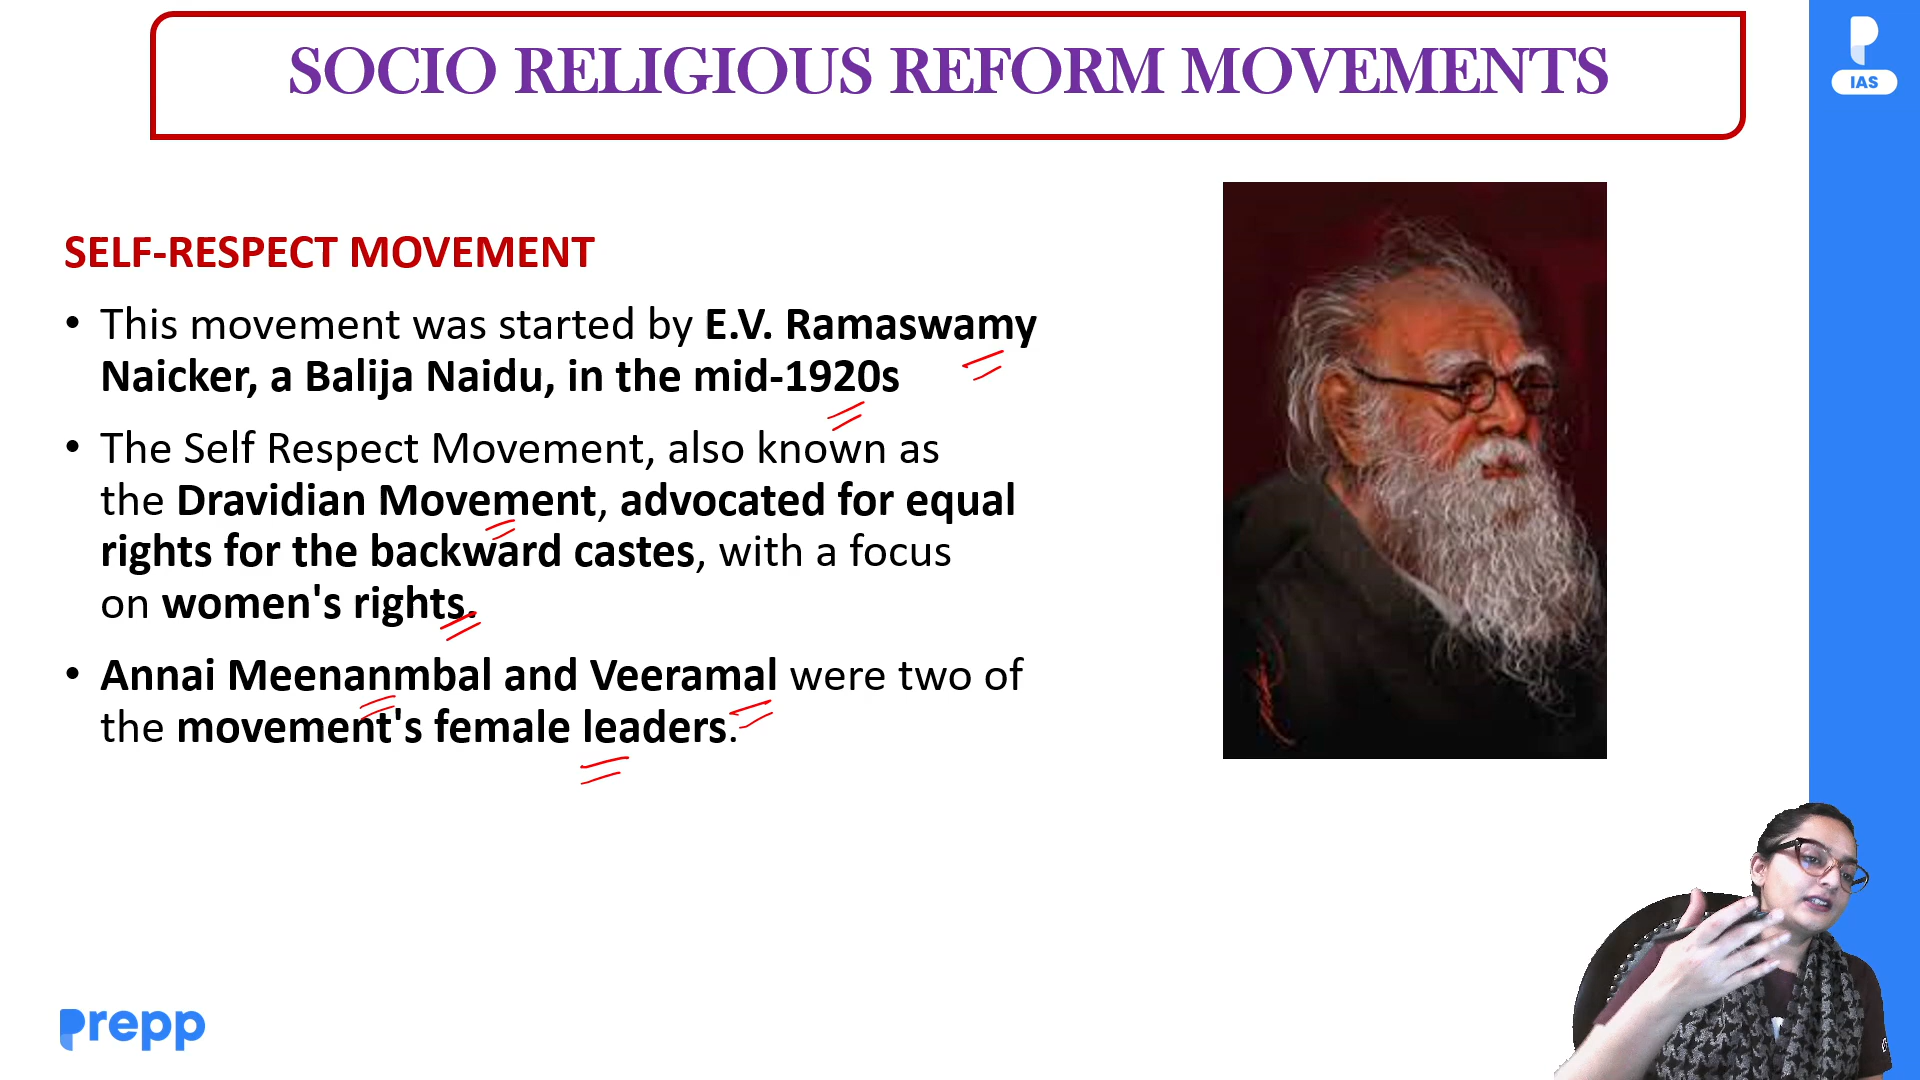 SOCIO RELIGIOUS REFORM MOVEMENTS
IAS
SELF-RESPECT MOVEMENT
• This movement was started by E.V. Ramaswamy
Naicker, a Balija Naidu, in the mid-1920s
• The Self Respect Movement, also known as
the Dravidian Movement, advocated for equal
rights for the backward castes, with a focus
on women's rights.
• Annai Meenanmbal and Veeramal were two of
the movement's female leaders.
prepp